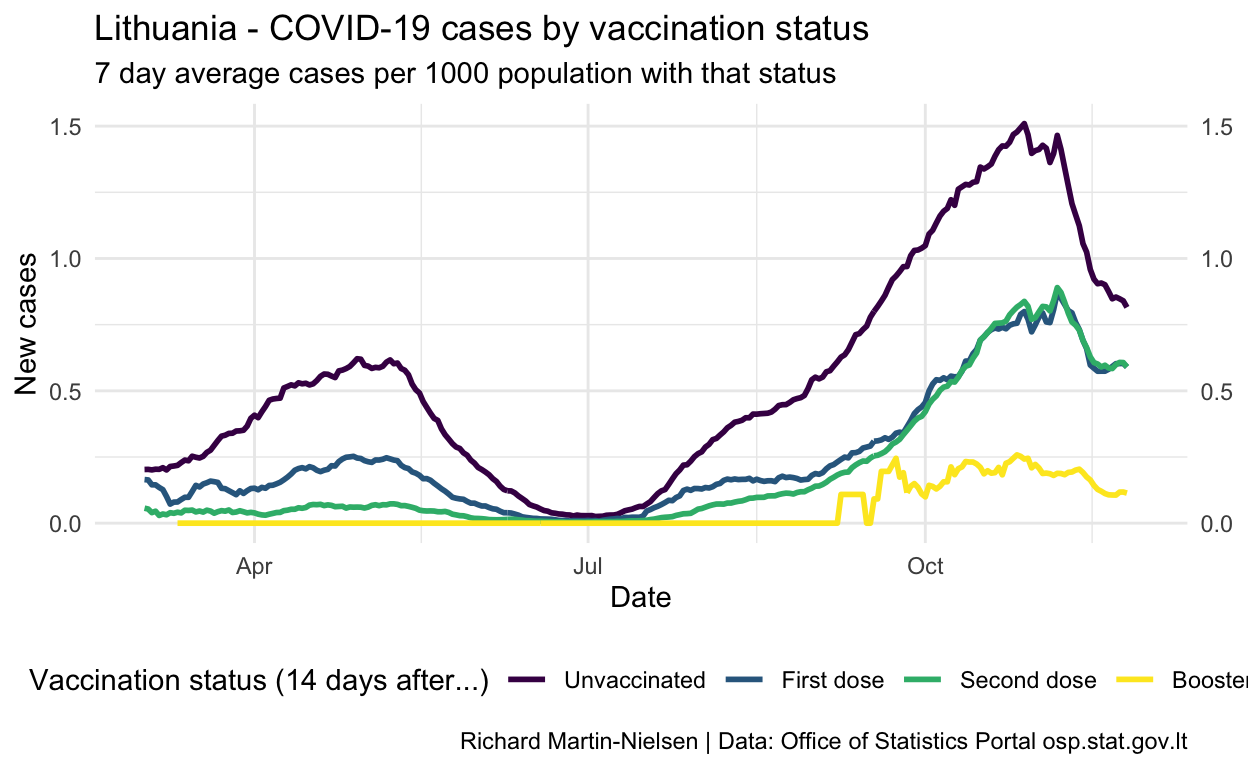 Lithuania - COVID-19 cases by vaccination status
7 day average cases per 1000 population with that status
1.5 1.5
1.0 1.0
0.5 0.5
0.0 0.0
New cases
Apr Jul Oct
Date
Vaccination status (14 days after...) Unvaccinated First dose Second dose Booster
Richard Martin-Nielsen | Data: Office of Statistics Portal osp.stat.gov.lt